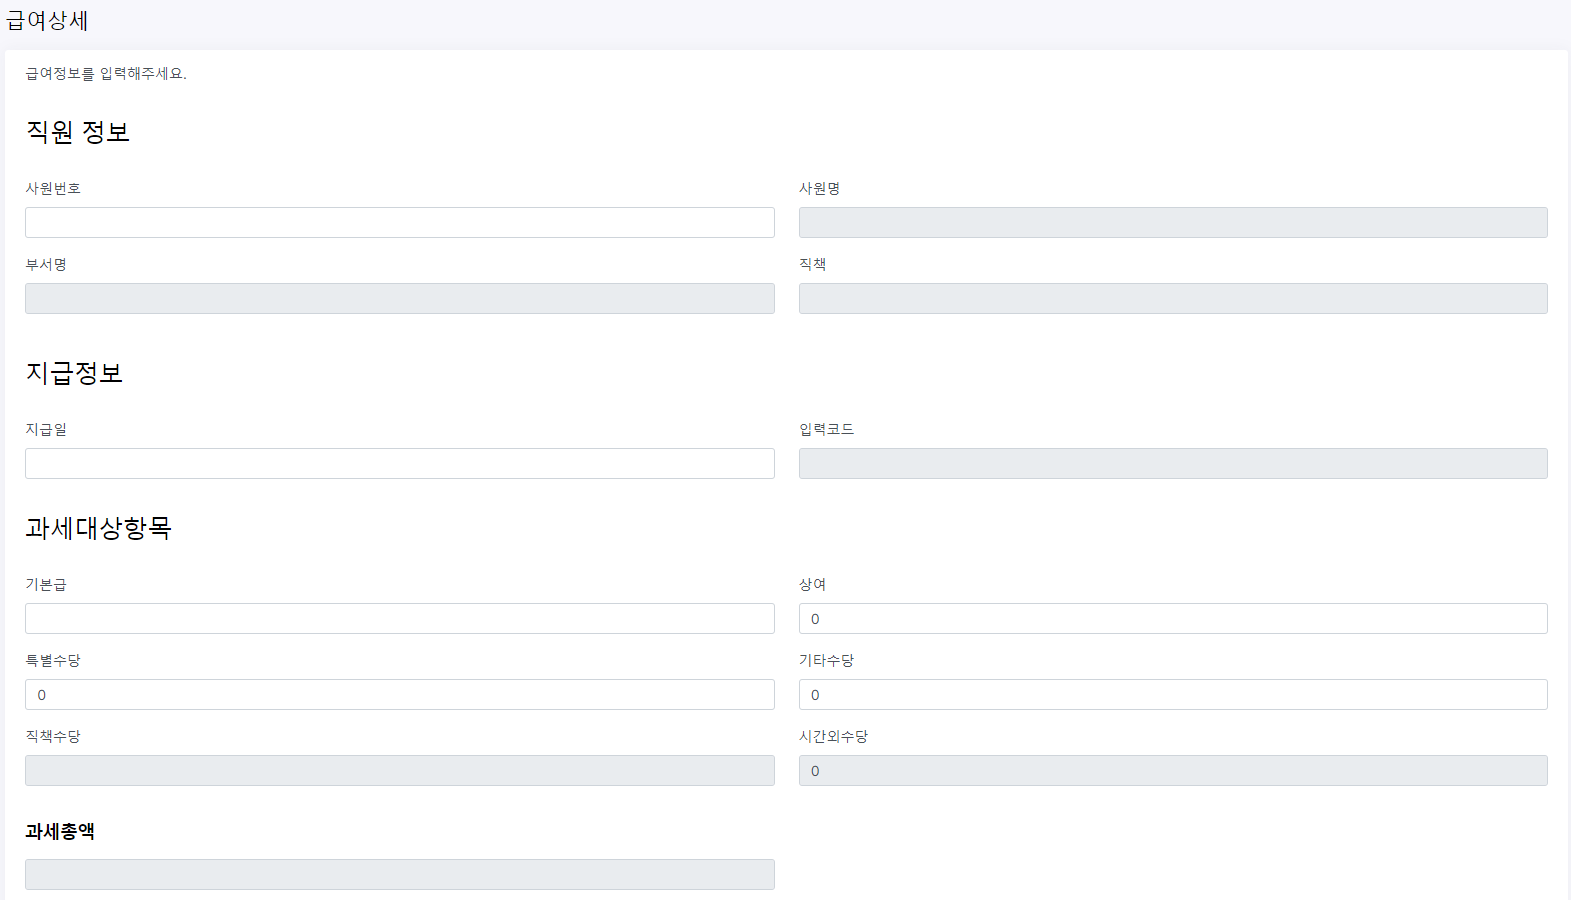 급여상세
급여정보를 입력해주세요.
직원 정보
사원번호 사원명
부서명 직책
지급정보
지급일 입력코드
과세대상항목
기본급 상여
0
특별수당 기타수당
0 0
직책수당 시간외수당
0
과세총액